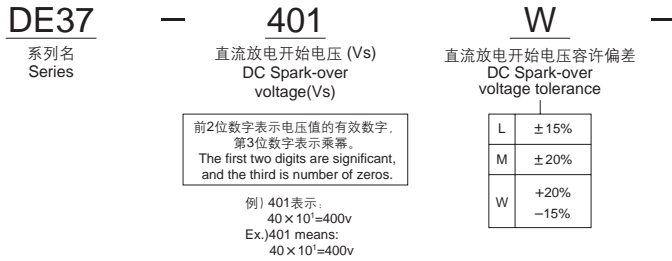 DE37 — 401 W —
系列名
Series
直流放电开始电压 (Vs)
DC Spark-over
voltage(Vs)
直流放电开始电压容许偏差
DC Spark-over
voltage tolerance
前2位数字表示电压值的有效数字，
第3位数字表示乘幂。
The first two digits are significant,
and the third is number of zeros.
例) 401表示：
40×10¹=400v
Ex.)401 means:
40×10¹=400v
L ±15%
M ±20%
W +20%
−15%